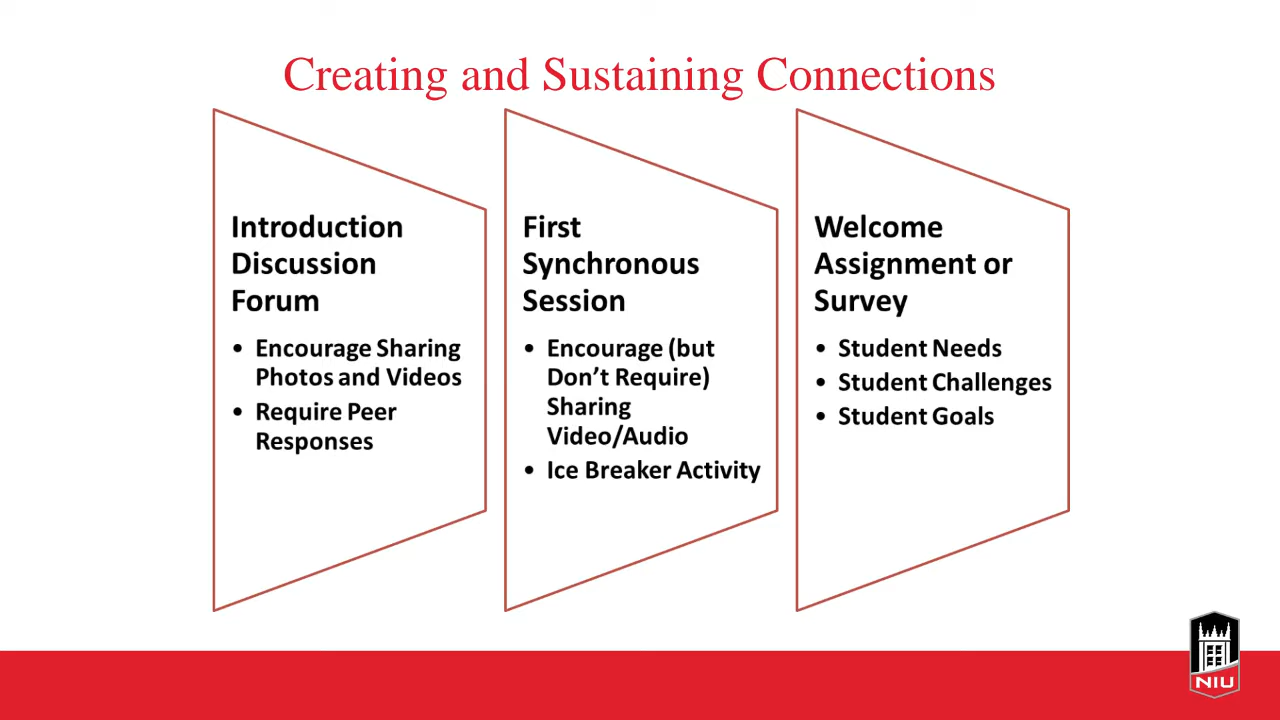 Creating and Sustaining Connections
Introduction
Discussion
Forum
• Encourage Sharing
Photos and Videos
• Require Peer
Responses
First
Synchronous
Session
• Encourage (but
Don’t Require)
Sharing
Video/Audio
• Ice Breaker Activity
Welcome
Assignment or
Survey
• Student Needs
• Student Challenges
• Student Goals
NIU